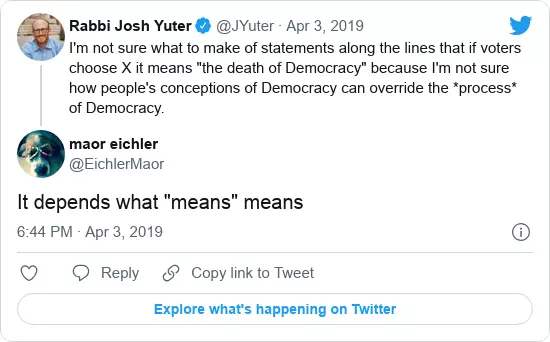 Rabbi Josh Yuter @JYuter · Apr 3, 2019
I'm not sure what to make of statements along the lines that if voters
choose X it means "the death of Democracy" because I'm not sure
how people's conceptions of Democracy can override the *process*
of Democracy.
maor eichler
@EichlerMaor
It depends what "means" means
6:44 PM · Apr 3, 2019
Reply Copy link to Tweet
Explore what's happening on Twitter